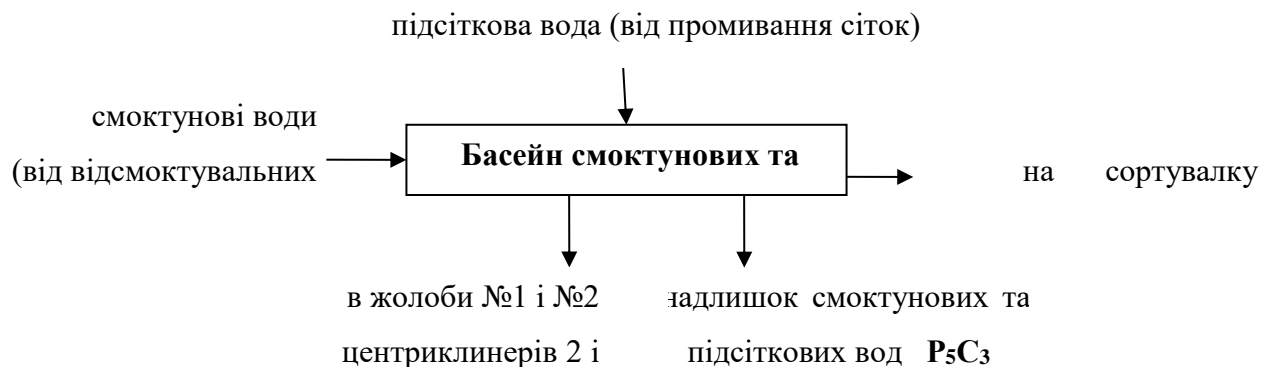 підсіткова вода (від промивання сіток)
смоктунові води
(від відсмоктувальних
Басейн смоктунових та
на сортувалку
в жолоби №1 і №2
центриклинерів 2 і
надлишок смоктунових та
підсіткових вод P₅C₃